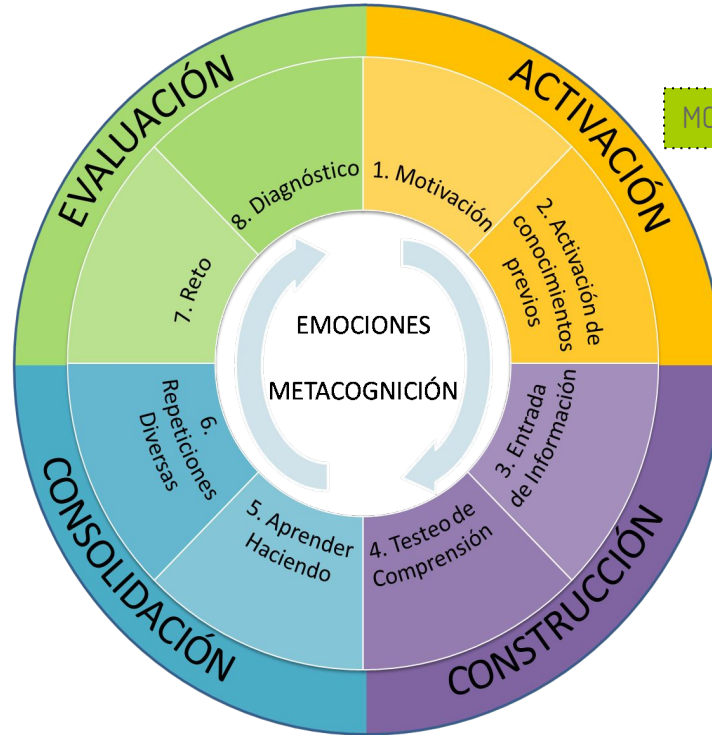 EVALUACIÓN
ACTIVACIÓN
MO
8. Diagnóstico
1. Motivación
2. Activación de
conocimientos
previos
7. Reto
EMOCIONES
METACOGNICIÓN
3. Entrada
de Información
6.
Repeticiones
Diversas
5. Aprender
Haciendo
4. Testeo de
Comprensión
CONSOLIDACIÓN
CONSTRUCCIÓN